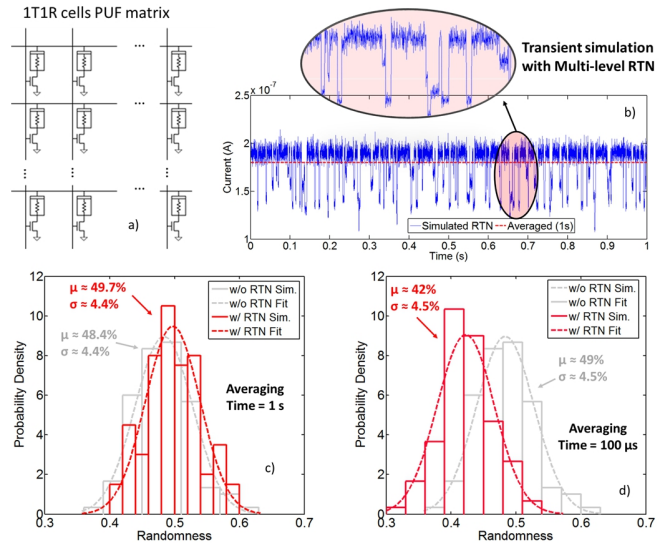 1T1R cells PUF matrix
...
...
...
a)
Transient simulation
with Multi-level RTN
b)
2.5 x 10⁻⁷
2
1.5
1
Current (A)
0 0.1 0.2 0.3 0.4 0.5 0.6 0.7 0.8 0.9 1
Time (s)
Simulated RTN
Averaged (1s)
12
10
8
6
4
2
0
Probability Density
μ ≈ 49.7%
σ ≈ 4.4%
μ ≈ 48.4%
σ ≈ 4.4%
w/o RTN Sim.
w/o RTN Fit
w/ RTN Sim.
w/ RTN Fit
Averaging
Time = 1 s
c)
0.3 0.4 0.5 0.6 0.7
Randomness
12
10
8
6
4
2
0
Probability Density
μ ≈ 42%
σ ≈ 4.5%
w/o RTN Sim.
w/o RTN Fit
w/ RTN Sim.
w/ RTN Fit
μ ≈ 49%
σ ≈ 4.5%
Averaging
Time = 100 μs
d)
0.3 0.4 0.5 0.6 0.7
Randomness